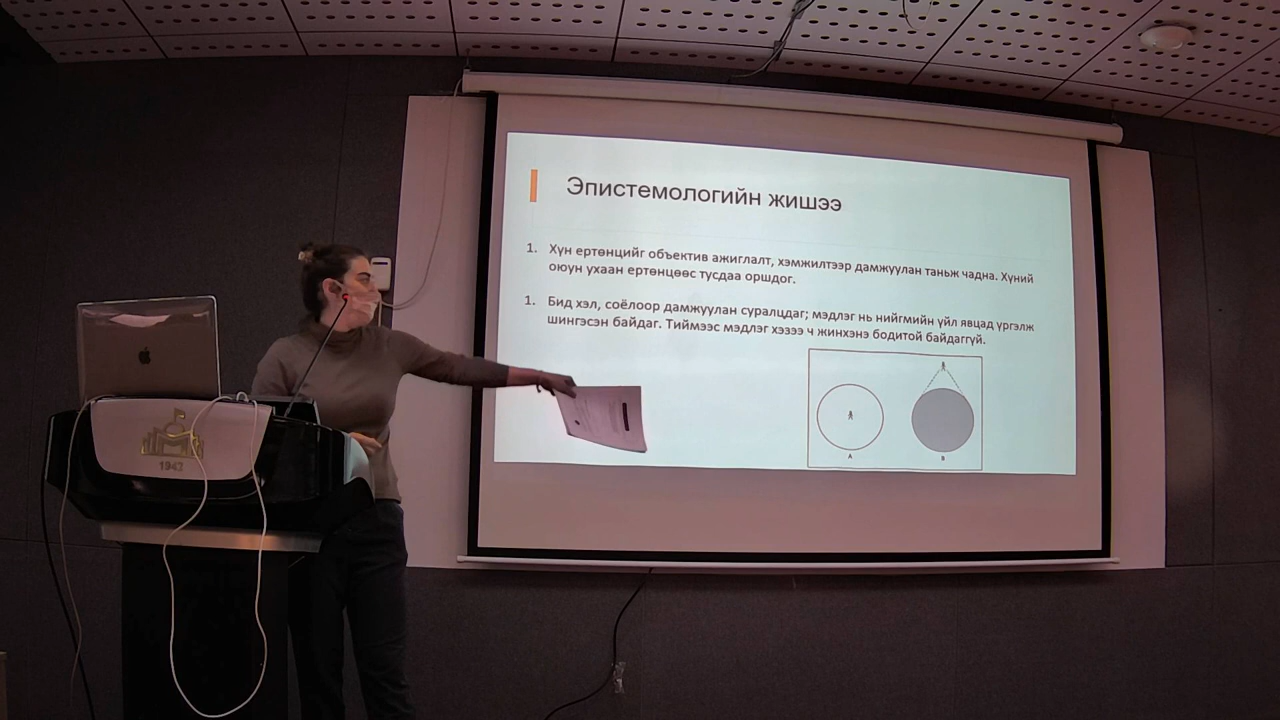 Эпистемологийн жишээ
1. Хүн ертөнцийг объектив ажиглалт, хэмжилтээр дамжуулан таньж чадна. Хүний
оюун ухаан ертөнцөөс тусдаа оршдог.
1. Бид хэл, соёлоор дамжуулан суралцдаг; мэдлэг нь нийгмийн үйл явцад үргэлж
шингэсэн байдаг. Тиймээс мэдлэг хэзээ ч жинхэнэ бодитой байдаггүй.
A B
1942